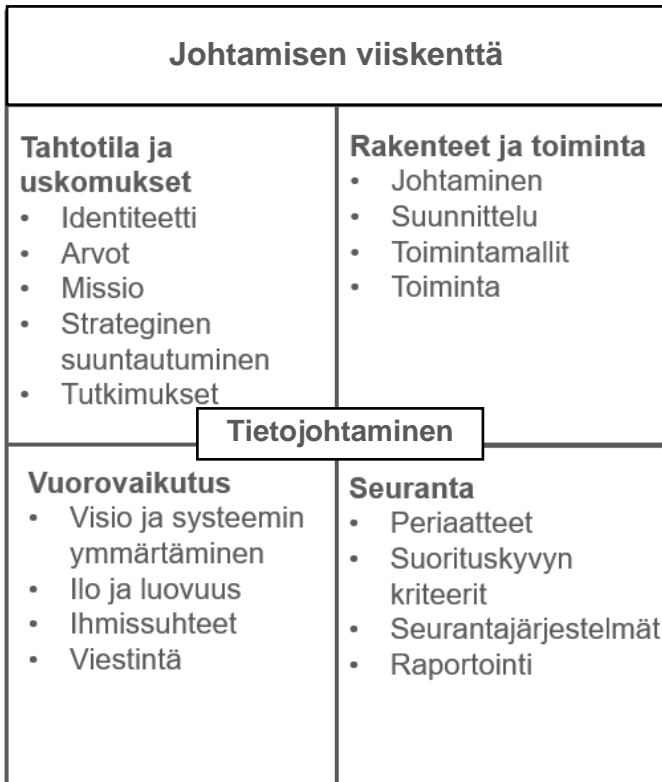 Johtamisen viiskenttä
Tahtotila ja
uskomukset
• Identiteetti
• Arvot
• Missio
• Strateginen
suuntautuminen
• Tutkimukset
Rakenteet ja toiminta
• Johtaminen
• Suunnittelu
• Toimintamallit
• Toiminta
Tietojohtaminen
Vuorovaikutus
• Visio ja systeemin
ymmärtäminen
• Ilo ja luovuus
• Ihmissuhteet
• Viestintä
Seuranta
• Periaatteet
• Suorituskyvyn
kriteerit
• Seurantajärjestelmät
• Raportointi